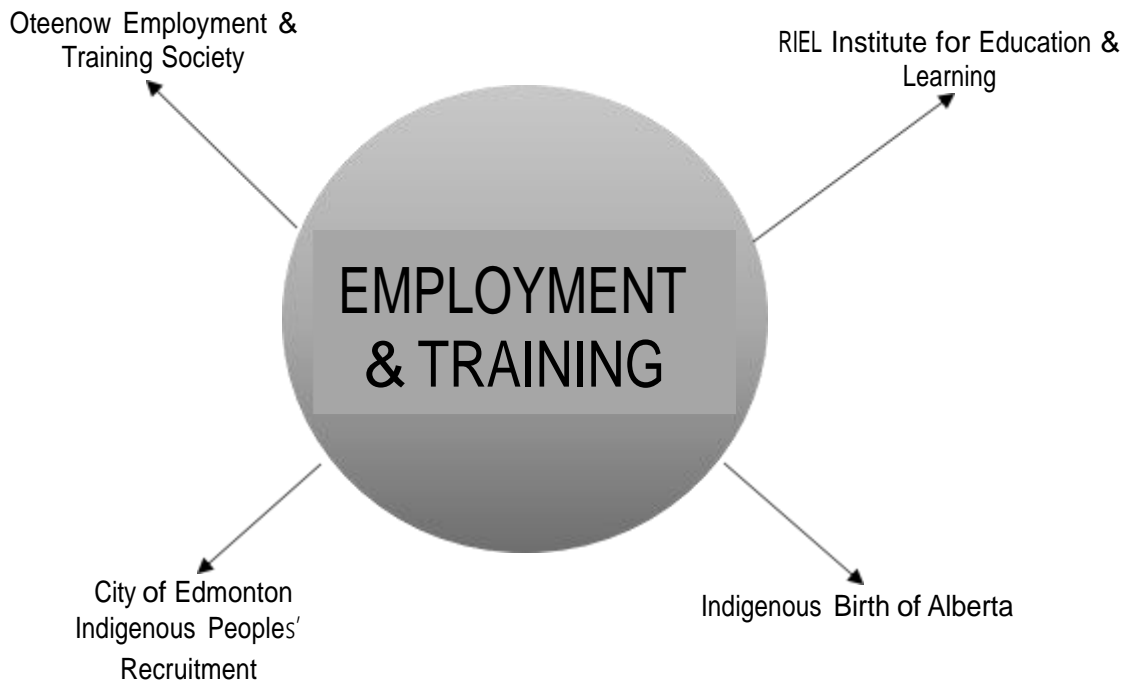 Oteenow Employment &
Training Society
RIEL Institute for Education &
Learning
EMPLOYMENT
& TRAINING
City of Edmonton
Indigenous Peoples'
Recruitment
Indigenous Birth of Alberta